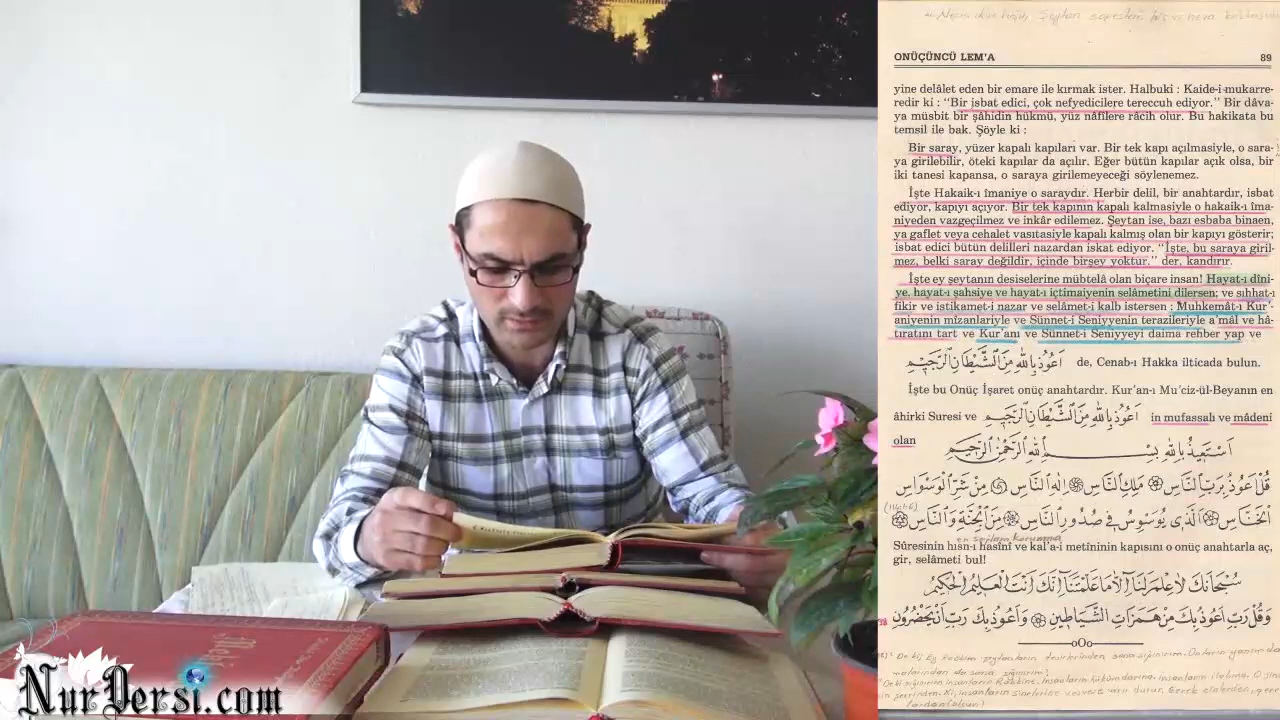 ONÜÇÜNCÜ LEM'A 89
yine delâlet eden bir emare ile kırmak ister. Halbuki : Kaide-i mukarre-
redir ki : "Bir isbat edici, çok nefyedicilere tereccuh ediyor." Bir dâva-
ya müsbit bir şâhidin hükmü, yüz nâfîlere râcih olur. Bu hakikata bu
temsil ile bak. Şöyle ki :
Bir saray, yüzer kapalı kapıları var. Bir tek kapı açılmasiyle, o sara-
ya girilebilir, öteki kapılar da açılır. Eğer bütün kapılar açık olsa, bir
iki tanesi kapansa, o saraya girilemeyeceği söylenemez.
İşte Hakaik-ı îmaniye o saraydır. Herbir delil, bir anahtardır, isbat
ediyor, kapıyı açıyor. Bir tek kapının kapalı kalmasiyle o hakaik-ı îma-
niyeden vazgeçilmez ve inkâr edilemez. Şeytan ise, bazı esbaba binaen,
ya gaflet veya cehalet vasıtasiyle kapalı kalmış olan bir kapıyı gösterir;
isbat edici bütün delilleri nazardan iskat ediyor. "İşte, bu saraya giril-
mez, belki saray değildir, içinde birşey yoktur." der, kandırır.
İşte ey şeytanın desiselerine mübtelâ olan biçare insan! Hayat-ı dîni-
ye, hayat-ı şahsiye ve hayat-ı içtimaiyenin selâmetini dilersen; ve sıhhat-ı
fikir ve istikamet-i nazar ve selâmet-i kalb istersen : Muhkemât-ı Kur'-
aniyenin mîzanlariyle ve Sünnet-i Seniyyenin terazileriyle a'mâl ve hâ-
tıratını tart ve Kur'anı ve Sünnet-i Seniyyeyi daima rehber yap ve
اَعُوذُ بِاللّٰهِ مِنَ الشَّيْطَانِ الرَّجِيمِ de, Cenab-ı Hakka ilticada bulun.
İşte bu Onüç İşaret onüç anahtardır. Kur'an-ı Mu'ciz-ül-Beyanın en
âhirki Suresi ve اَعُوذُ بِاللّٰهِ مِنَ الشَّيْطَانِ الرَّجِيمِ in mufassalı ve mâdeni
olan
اَسْتَعِيذُ بِاللّٰهِ بِسْمِ اللّٰهِ الرَّحْمٰنِ الرَّحِيمِ
قُلْ اَعُوذُ بِرَبِّ النَّاسِ مَلِكِ النَّاسِ اِلٰهِ النَّاسِ مِنْ شَرِّ الْوَسْوَاسِ
الْخَنَّاسِ اَلَّذِى يُوَسْوِسُ فِى صُدُورِ النَّاسِ مِنَ الْجِنَّةِ وَالنَّاسِ
en sağlam korunma
Sûresinin hısn-ı hasîni ve kal'a-i metîninin kapısını o onüç anahtarla aç,
gir, selâmeti bul!
سُبْحَانَكَ لَا عِلْمَ لَنَا اِلَّا مَا عَلَّمْتَنَا اِنَّكَ اَنْتَ الْعَلِيمُ الْحَكِيمُ
وَقُلْ رَبِّ اَعُوذُ بِكَ مِنْ هَمَزَاتِ الشَّيَاطِينِ وَاَعُوذُ بِكَ رَبِّ اَنْ يَحْضُرُونِ
oOo
NurDersi.com